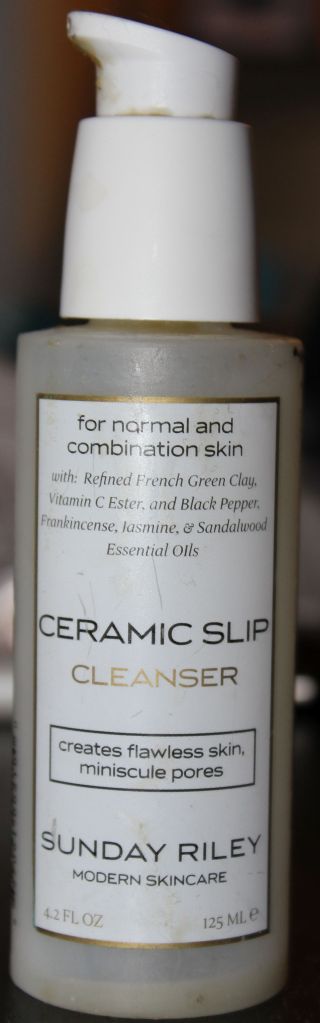 for normal and
combination skin
with: Refined French Green Clay,
Vitamin C Ester, and Black Pepper,
Frankincense, Jasmine, & Sandalwood
Essential OIls
CERAMIC SLIP
CLEANSER
creates flawless skin,
miniscule pores
SUNDAY RILEY
MODERN SKINCARE
4.2 FL OZ 125 ML ℮